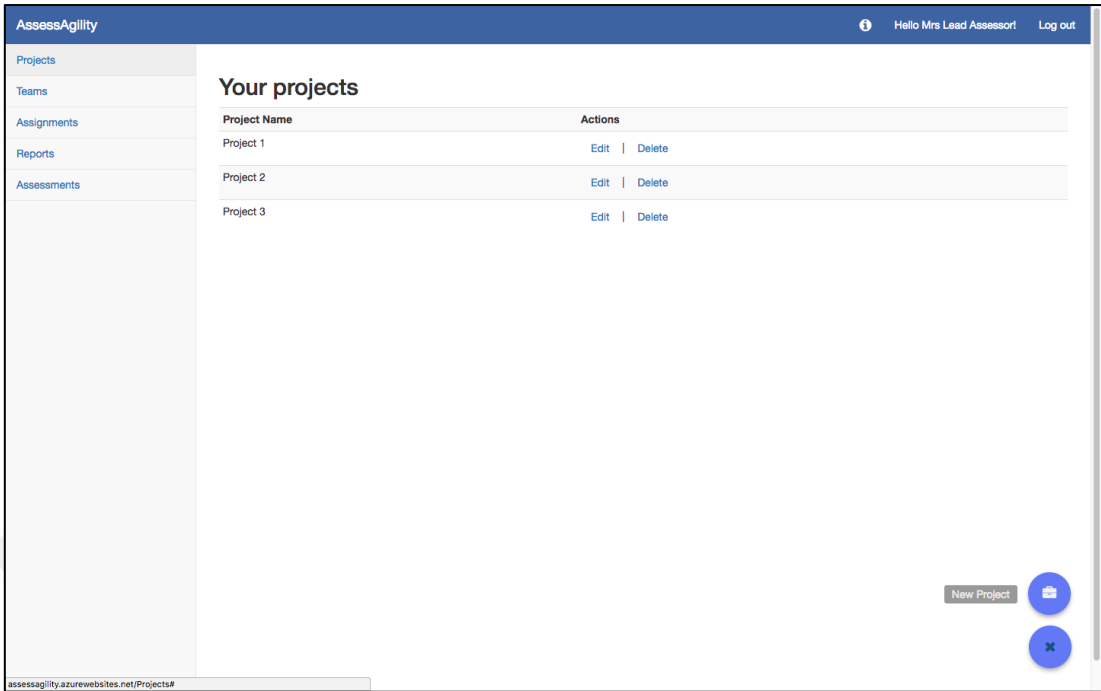 AssessAgility
Hello Mrs Lead Assessor! Log out
Projects
Teams
Assignments
Reports
Assessments
Your projects
Project Name Actions
Project 1 Edit | Delete
Project 2 Edit | Delete
Project 3 Edit | Delete
New Project
assessagility.azurewebsites.net/Projects#